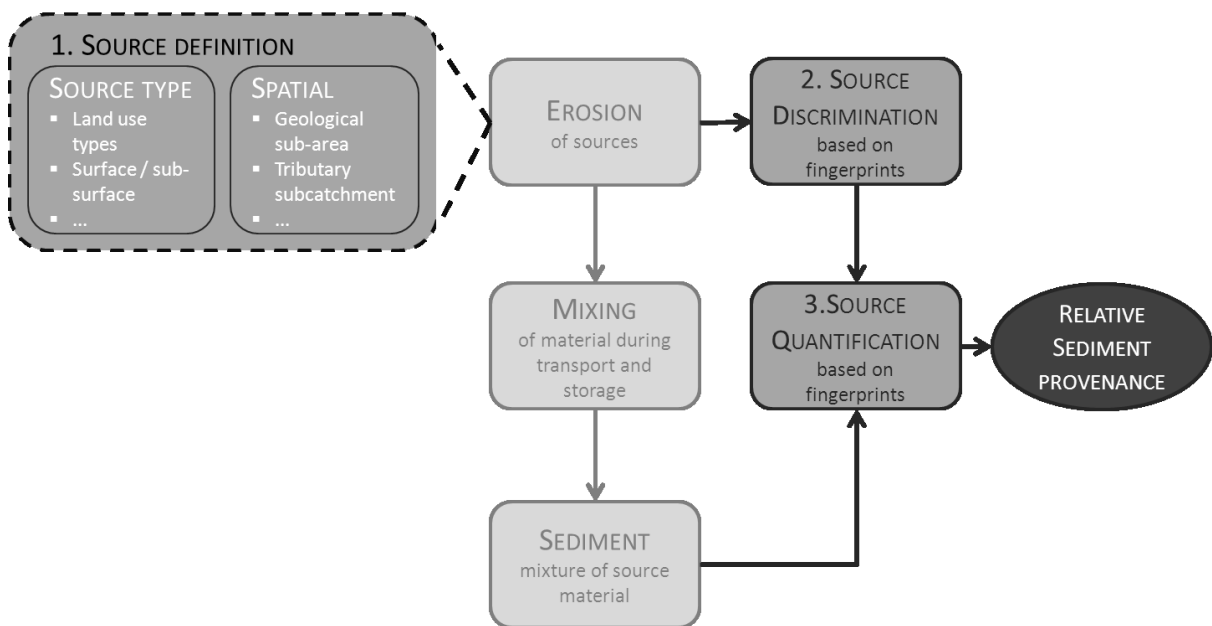 1. SOURCE DEFINITION
SOURCE TYPE
▪ Land use
types
▪ Surface / sub-
surface
▪ ...
SPATIAL
▪ Geological
sub-area
▪ Tributary
subcatchment
▪ ...
EROSION
of sources
2. SOURCE
DISCRIMINATION
based on
fingerprints
MIXING
of material during
transport and
storage
3.SOURCE
QUANTIFICATION
based on
fingerprints
RELATIVE
SEDIMENT
PROVENANCE
SEDIMENT
mixture of source
material